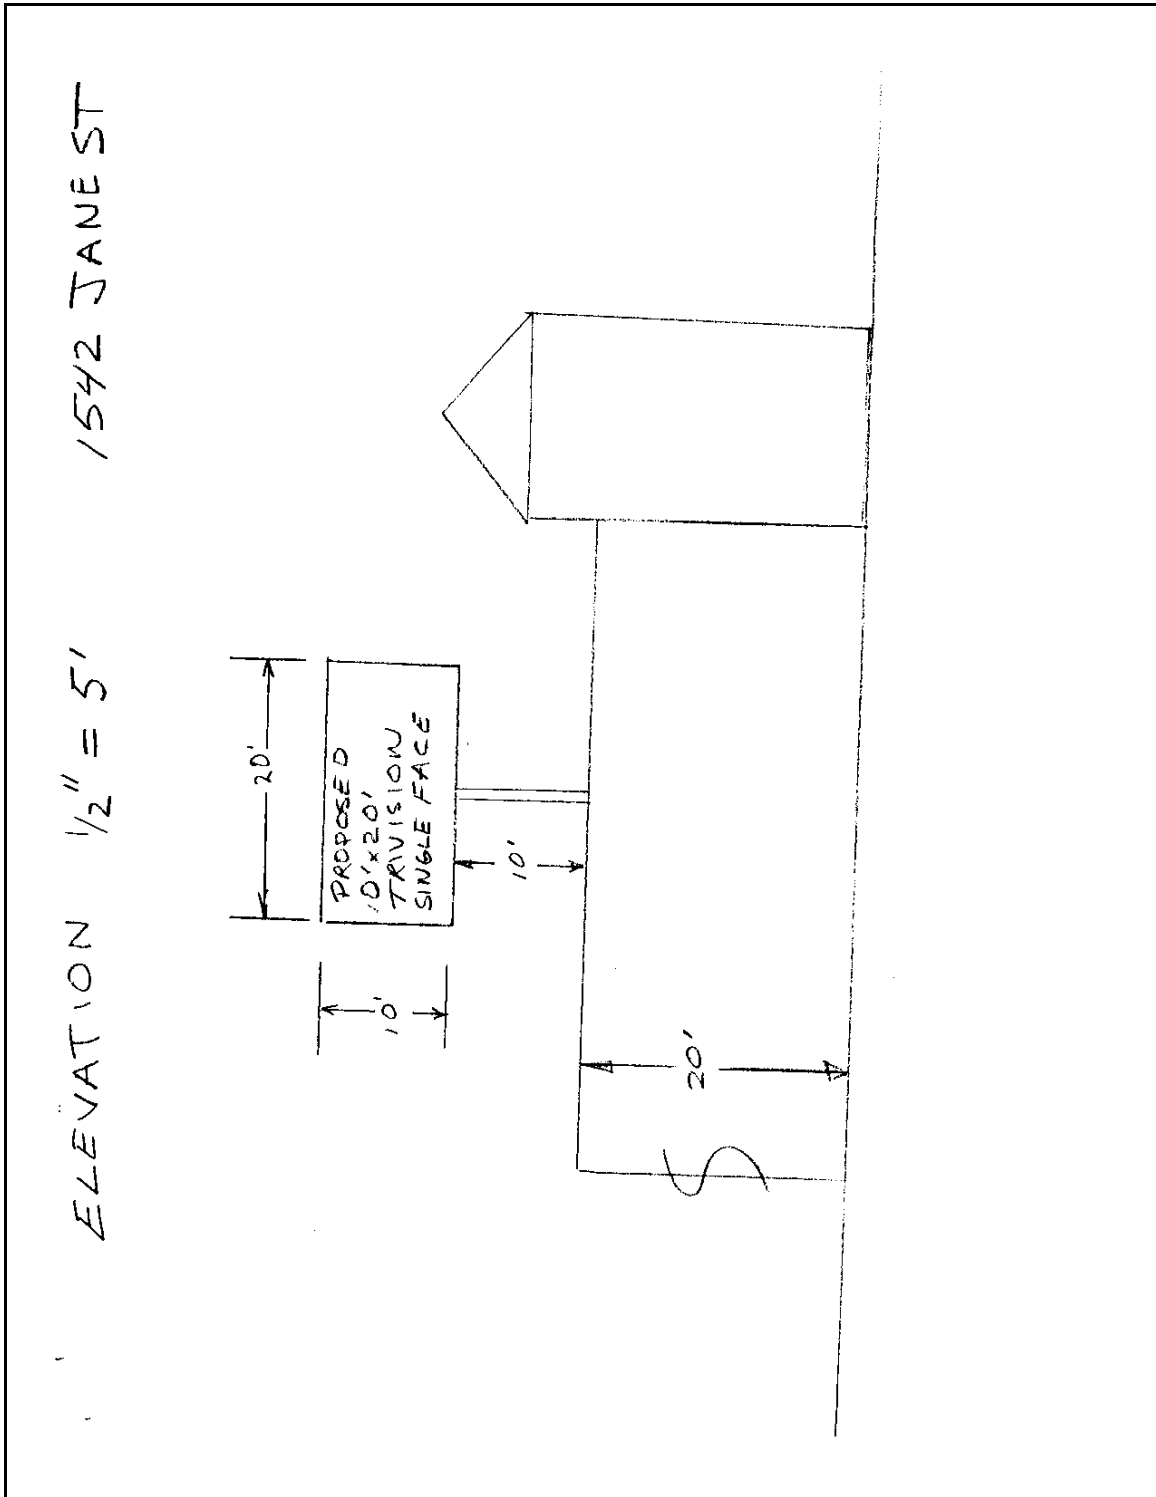 ELEVATION 1/2" = 5' 1542 JANE ST
20'
PROPOSED
10'x20'
TRIVISION
SINGLE FACE
10'
10'
20'